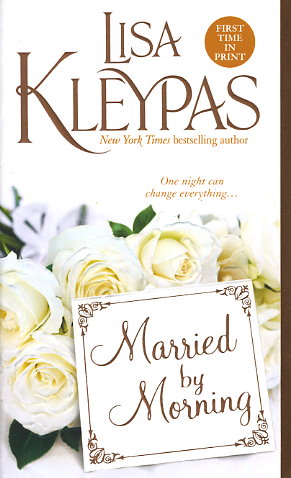 LISA
KLEYPAS
FIRST
TIME IN
PRINT
New York Times bestselling author
One night can
change everything…
Married
by
Morning